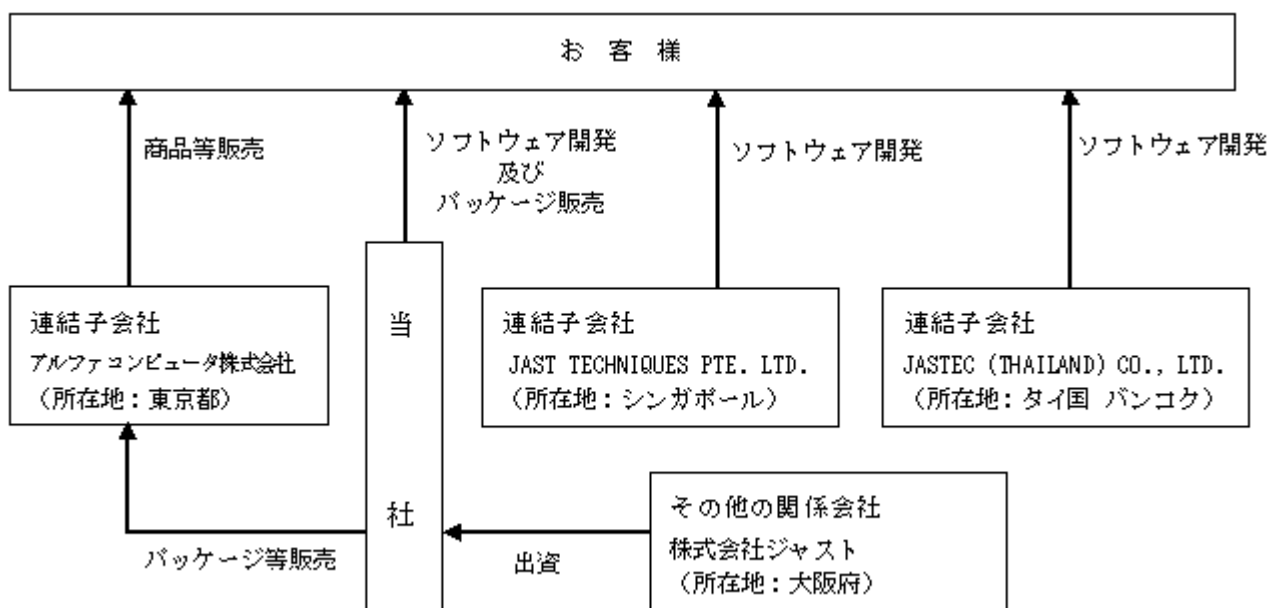 お 客 様
商品等販売
ソフトウェア開発
及び
パッケージ販売
ソフトウェア開発
ソフトウェア開発
連結子会社
アルファコンピュータ株式会社
(所在地:東京都)
当
社
連結子会社
JAST TECHNIQUES PTE. LTD.
(所在地:シンガポール)
連結子会社
JASTEC (THAILAND) CO., LTD.
(所在地:タイ国 バンコク)
パッケージ等販売
出資
その他の関係会社
株式会社ジャスト
(所在地:大阪府)